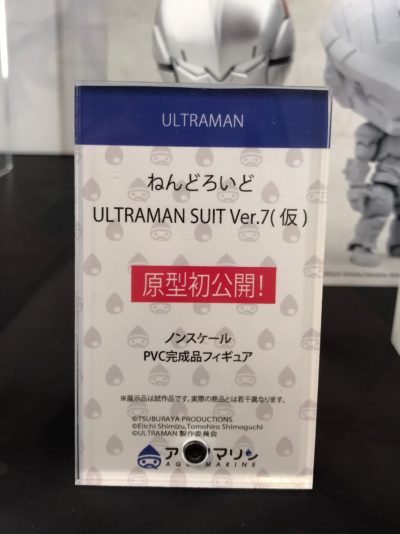 ULTRAMAN
ねんどろいど
ULTRAMAN SUIT Ver.7(仮)
原型初公開!
ノンスケール
PVC完成品フィギュア
※展示品は試作品です。実際の商品とは若干異なります。
©TSUBURAYA PRODUCTIONS
©Eiichi Shimizu,Tomohiro Shimoguchi
©ULTRAMAN 製作委員会
アクアマリン
AQUAMARINE